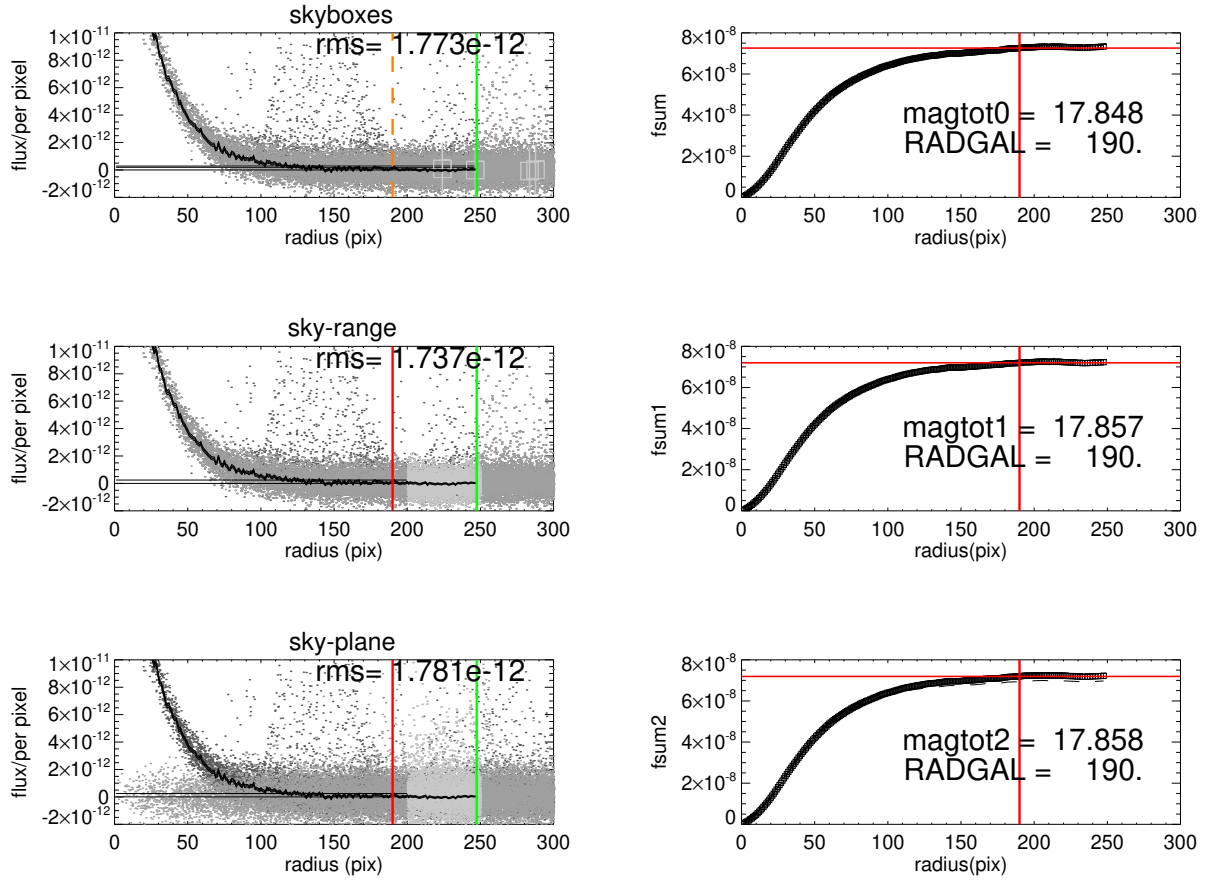 skyboxes
rms= 1.773e-12
flux/per pixel
1×10⁻¹¹
8×10⁻¹²
6×10⁻¹²
4×10⁻¹²
2×10⁻¹²
0
-2×10⁻¹²
0 50 100 150 200 250 300
radius (pix)
fsum
8×10⁻⁸
6×10⁻⁸
4×10⁻⁸
2×10⁻⁸
0
magtot0 = 17.848
RADGAL = 190.
0 50 100 150 200 250 300
radius(pix)
sky-range
rms= 1.737e-12
flux/per pixel
1×10⁻¹¹
8×10⁻¹²
6×10⁻¹²
4×10⁻¹²
2×10⁻¹²
0
-2×10⁻¹²
0 50 100 150 200 250 300
radius (pix)
fsum1
8×10⁻⁸
6×10⁻⁸
4×10⁻⁸
2×10⁻⁸
0
magtot1 = 17.857
RADGAL = 190.
0 50 100 150 200 250 300
radius(pix)
sky-plane
rms= 1.781e-12
flux/per pixel
1×10⁻¹¹
8×10⁻¹²
6×10⁻¹²
4×10⁻¹²
2×10⁻¹²
0
-2×10⁻¹²
0 50 100 150 200 250 300
radius (pix)
fsum2
8×10⁻⁸
6×10⁻⁸
4×10⁻⁸
2×10⁻⁸
0
magtot2 = 17.858
RADGAL = 190.
0 50 100 150 200 250 300
radius(pix)